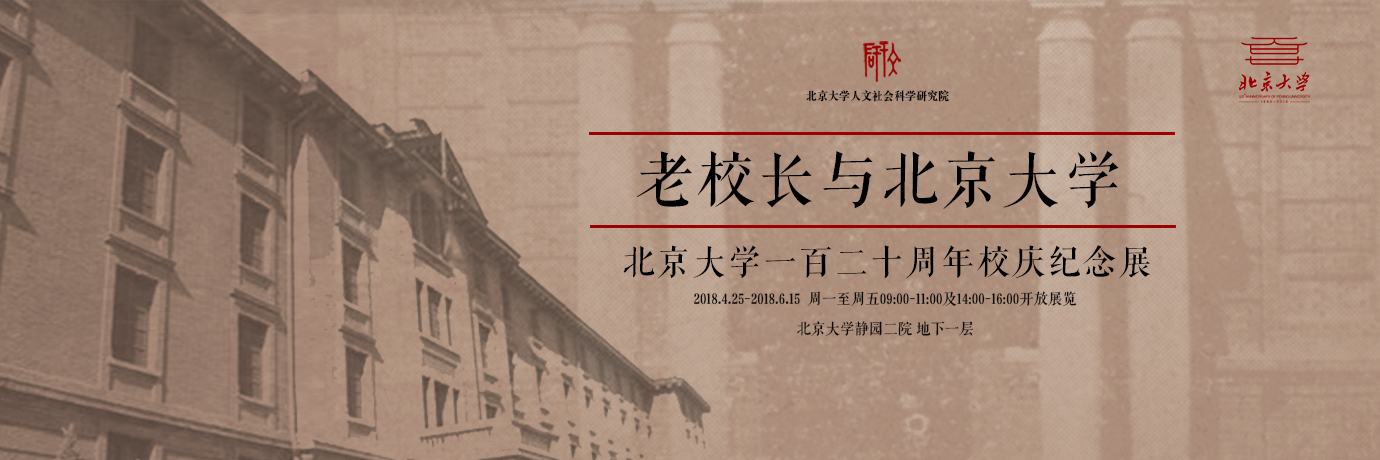 北京大学人文社会科学研究院
北京大学
老校长与北京大学
北京大学一百二十周年校庆纪念展
2018.4.25-2018.6.15 周一至周五09:00-11:00及14:00-16:00开放展览
北京大学静园二院 地下一层